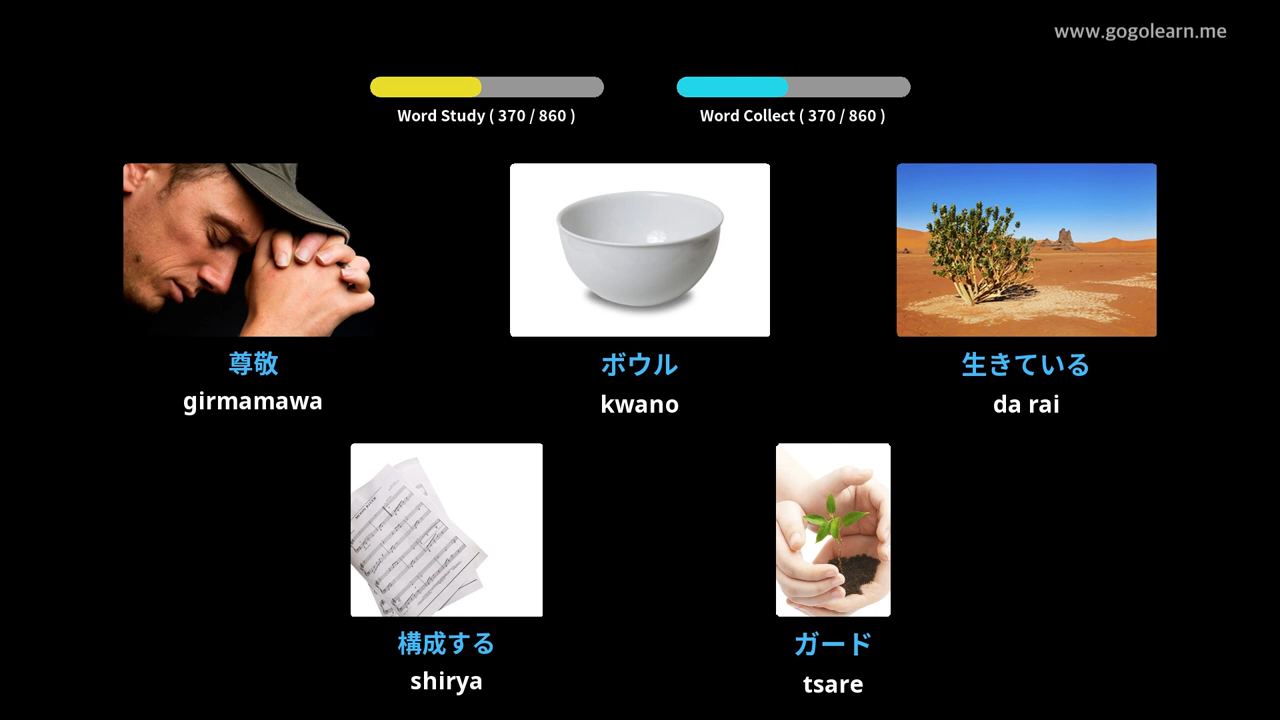 www.gogolearn.me
Word Study ( 370 / 860 )
Word Collect ( 370 / 860 )
尊敬
girmamawa
ボウル
kwano
生きている
da rai
構成する
shirya
ガード
tsare